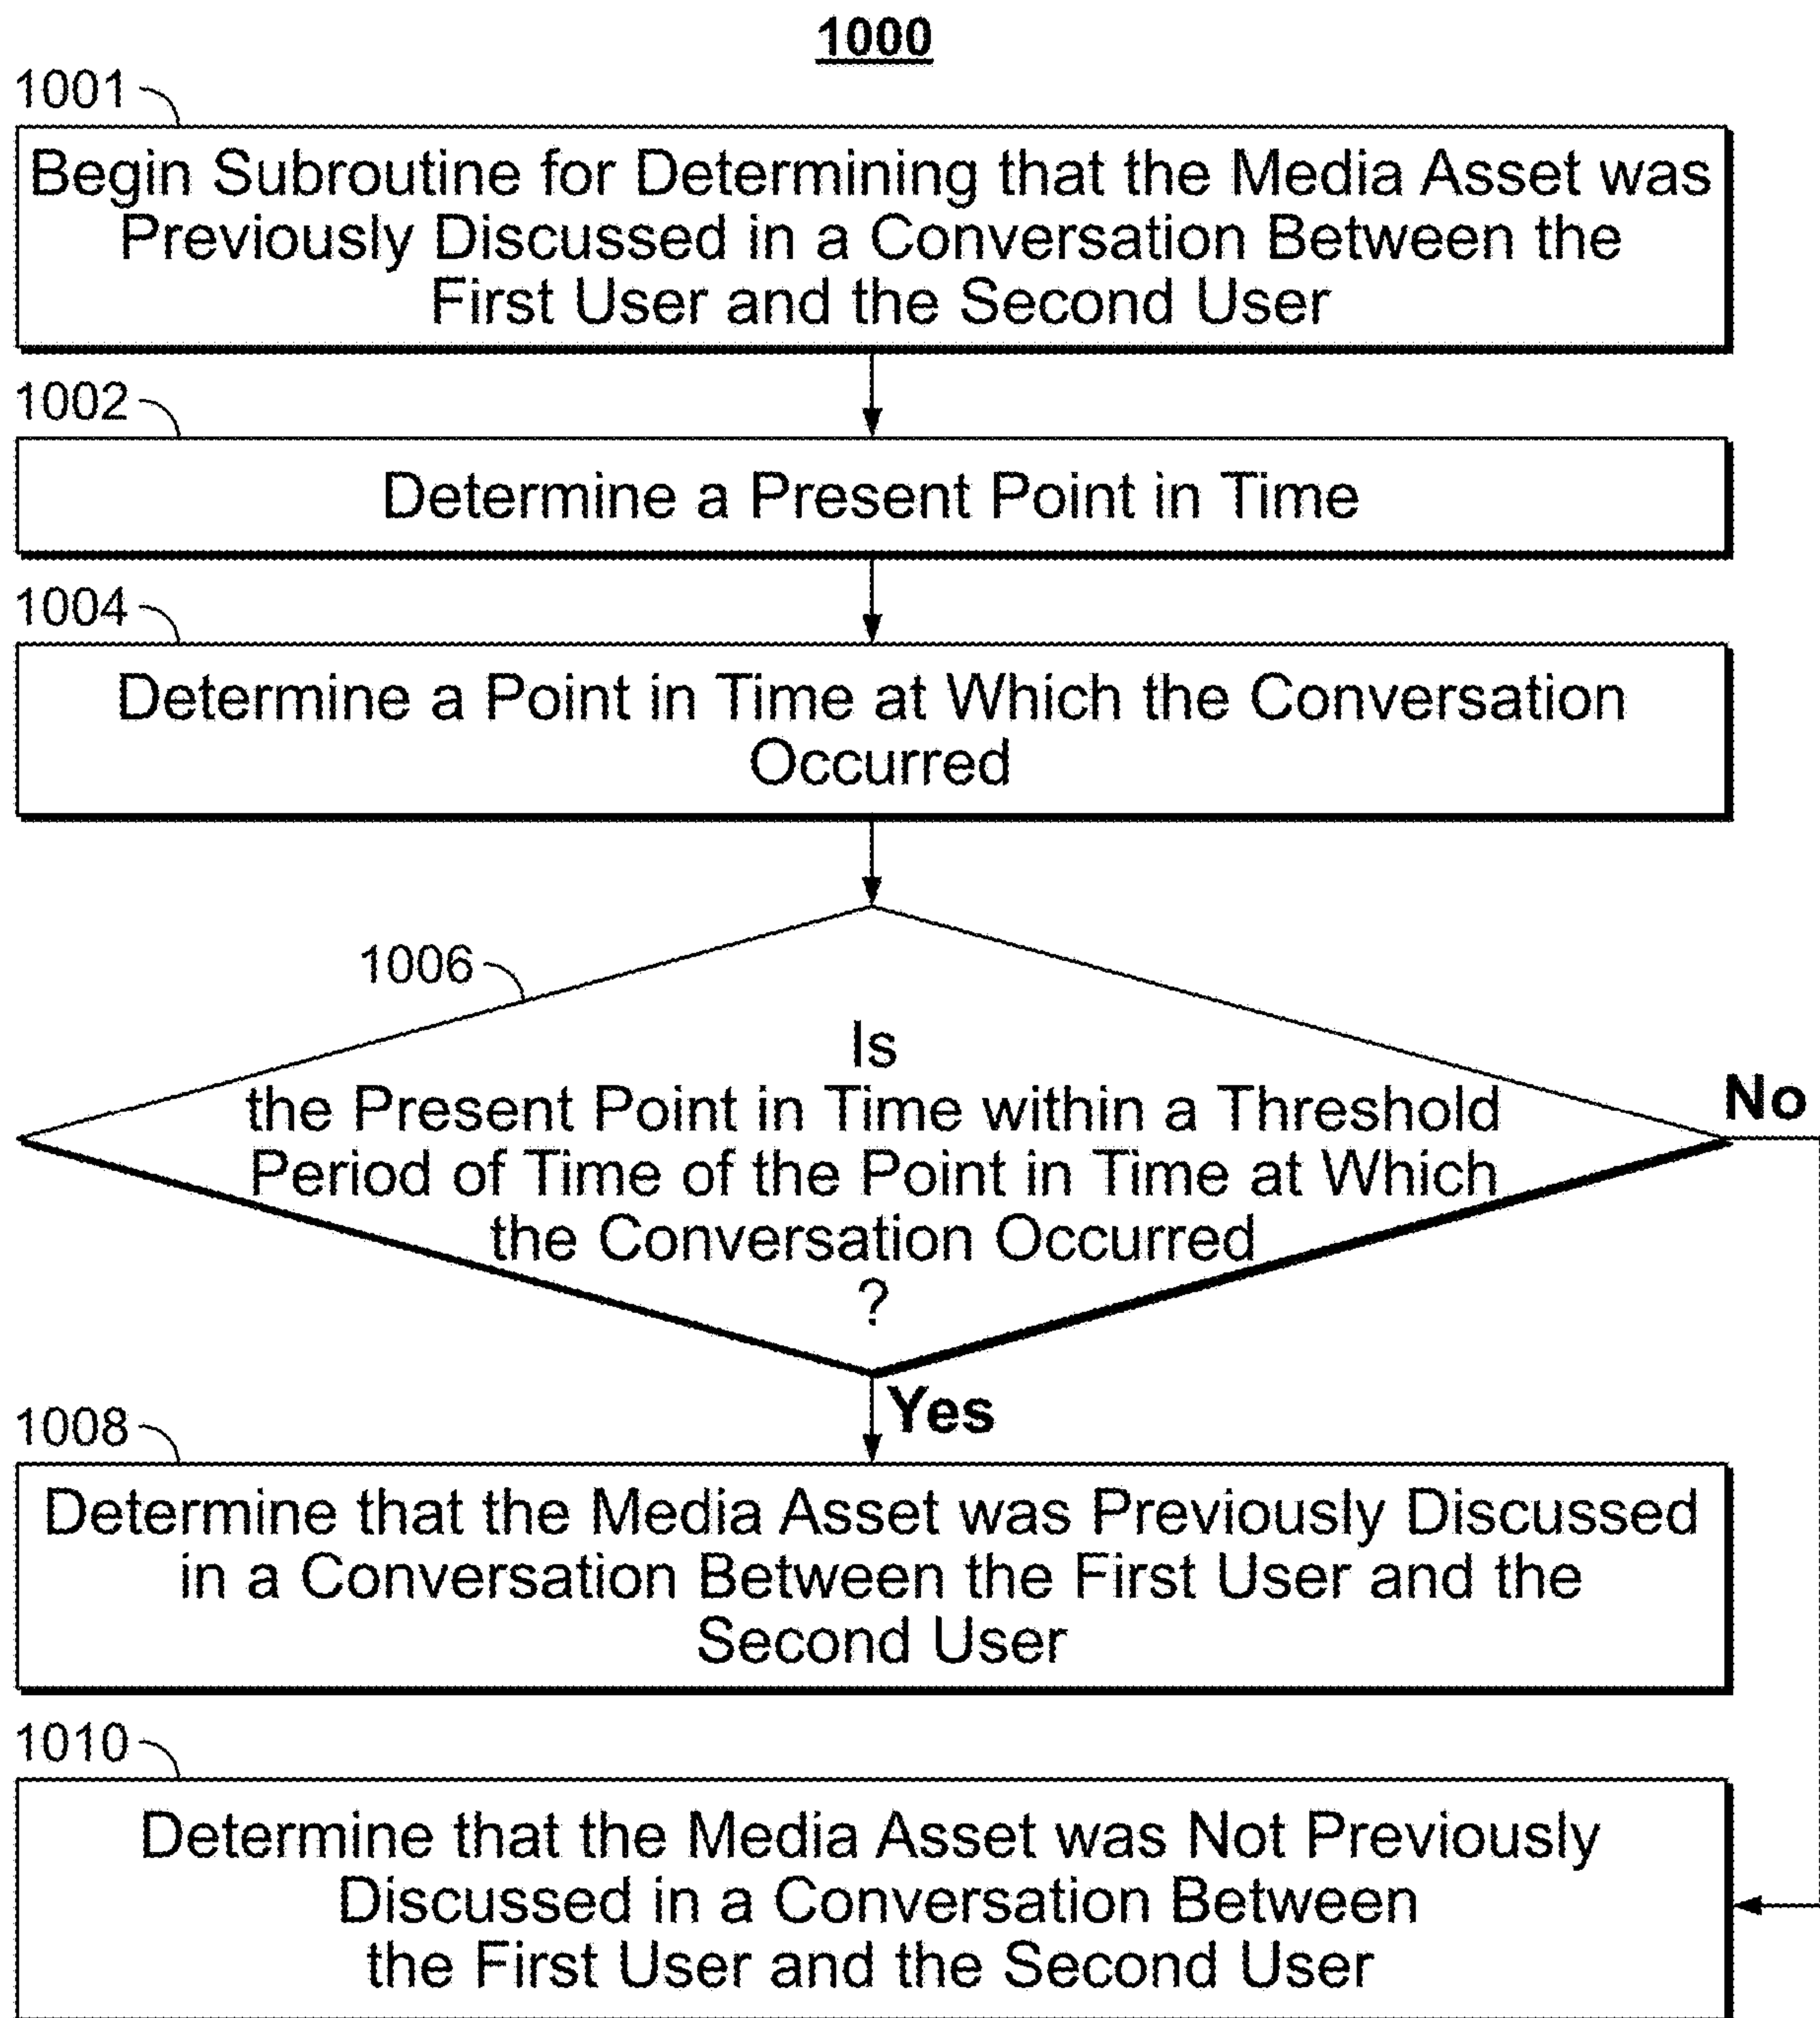 1000
1001
Begin Subroutine for Determining that the Media Asset was
Previously Discussed in a Conversation Between the
First User and the Second User
1002
Determine a Present Point in Time
1004
Determine a Point in Time at Which the Conversation
Occurred
1006
Is
the Present Point in Time within a Threshold
Period of Time of the Point in Time at Which
the Conversation Occurred
?
No
Yes
1008
Determine that the Media Asset was Previously Discussed
in a Conversation Between the First User and the
Second User
1010
Determine that the Media Asset was Not Previously
Discussed in a Conversation Between
the First User and the Second User